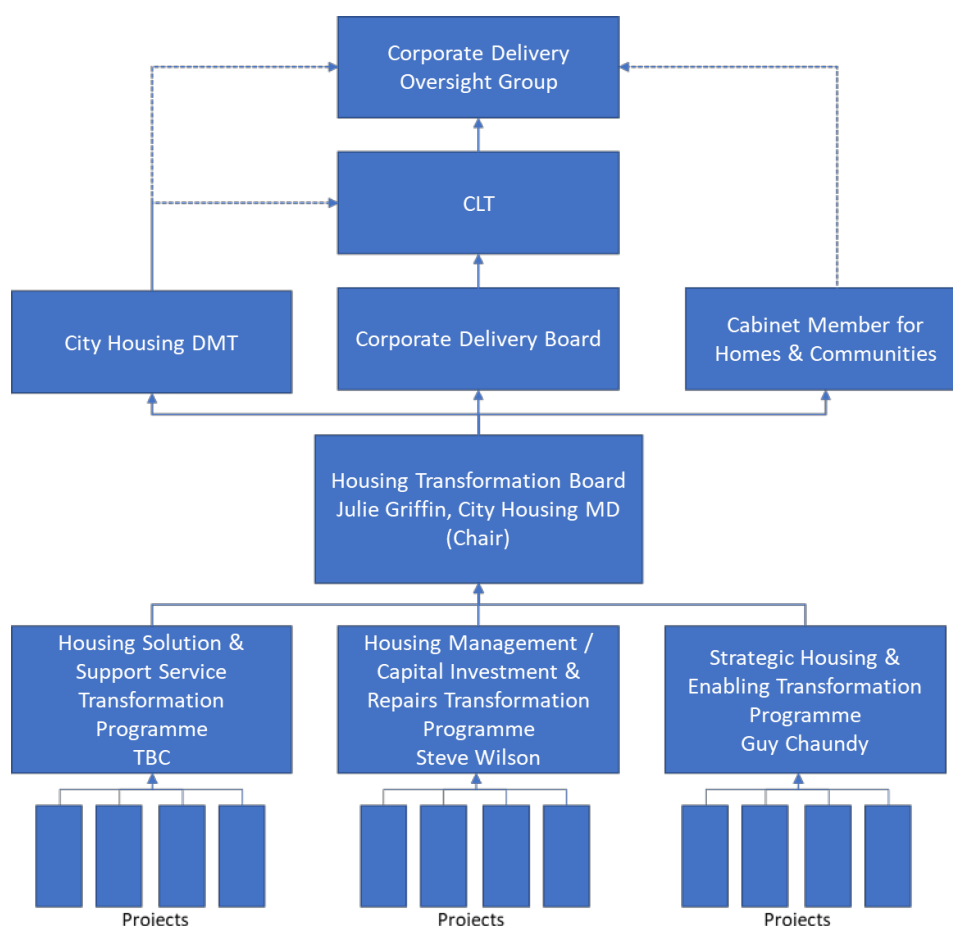 Corporate Delivery
Oversight Group
CLT
City Housing DMT
Corporate Delivery Board
Cabinet Member for
Homes & Communities
Housing Transformation Board
Julie Griffin, City Housing MD
(Chair)
Housing Solution &
Support Service
Transformation
Programme
TBC
Housing Management /
Capital Investment &
Repairs Transformation
Programme
Steve Wilson
Strategic Housing &
Enabling Transformation
Programme
Guy Chaundy
Projects
Projects
Projects